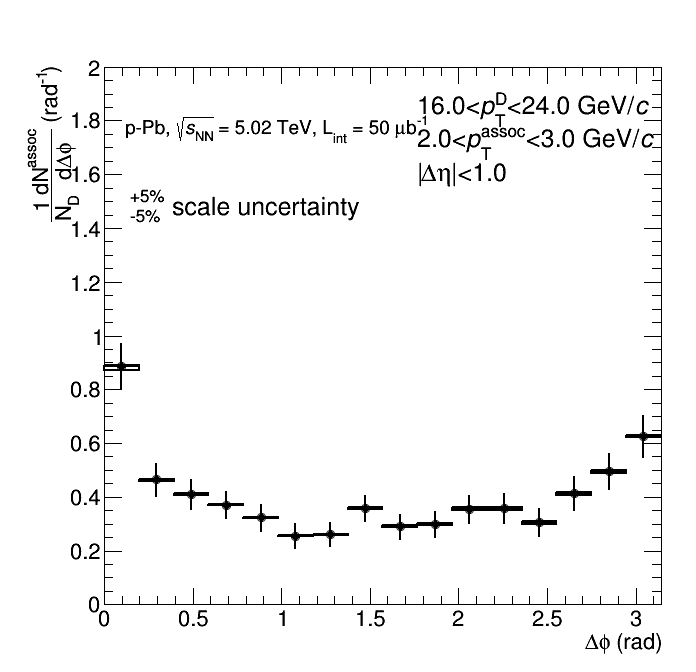 1 dN^assoc
N_D dΔφ (rad⁻¹)
p-Pb, √s_NN = 5.02 TeV, L_int = 50 μb⁻¹
16.0<p_T^D<24.0 GeV/c
2.0<p_T^assoc<3.0 GeV/c
|Δη|<1.0
+5%
-5% scale uncertainty
2
1.8
1.6
1.4
1.2
1
0.8
0.6
0.4
0.2
0
0 0.5 1 1.5 2 2.5 3
Δφ (rad)